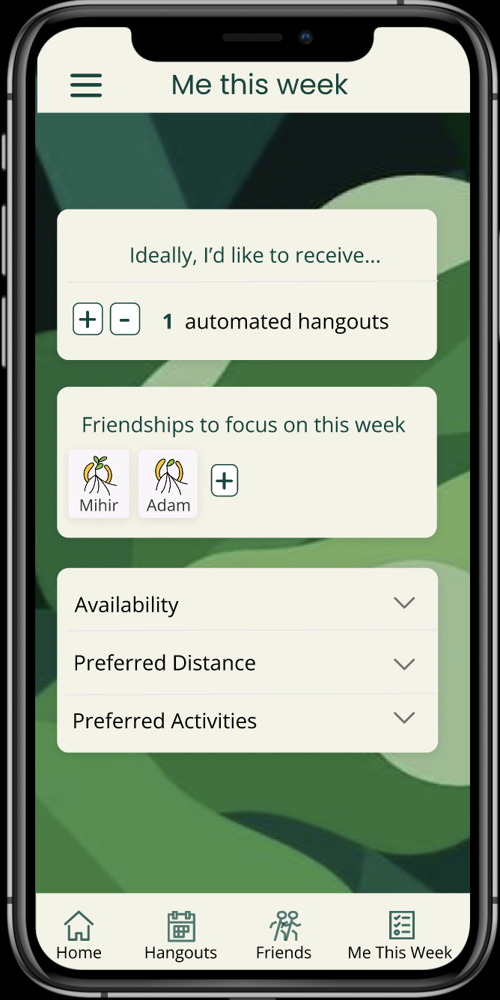 Me this week
Ideally, I’d like to receive...
+ - 1 automated hangouts
Friendships to focus on this week
+
Mihir Adam
Availability
Preferred Distance
Preferred Activities
Home Hangouts Friends Me This Week